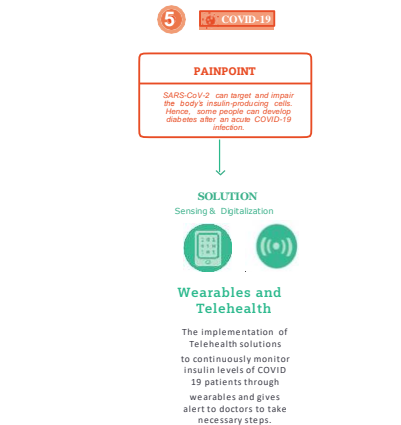 5
COVID-19
PAINPOINT
SARS-CoV-2 can target and impair
the body's insulin-producing cells.
Hence, some people can develop
diabetes after an acute COVID-19
infection.
SOLUTION
Sensing & Digitalization
Wearables and
Telehealth
The implementation of
Telehealth solutions
to continuously monitor
insulin levels of COVID
19 patients through
wearables and gives
alert to doctors to take
necessary steps.